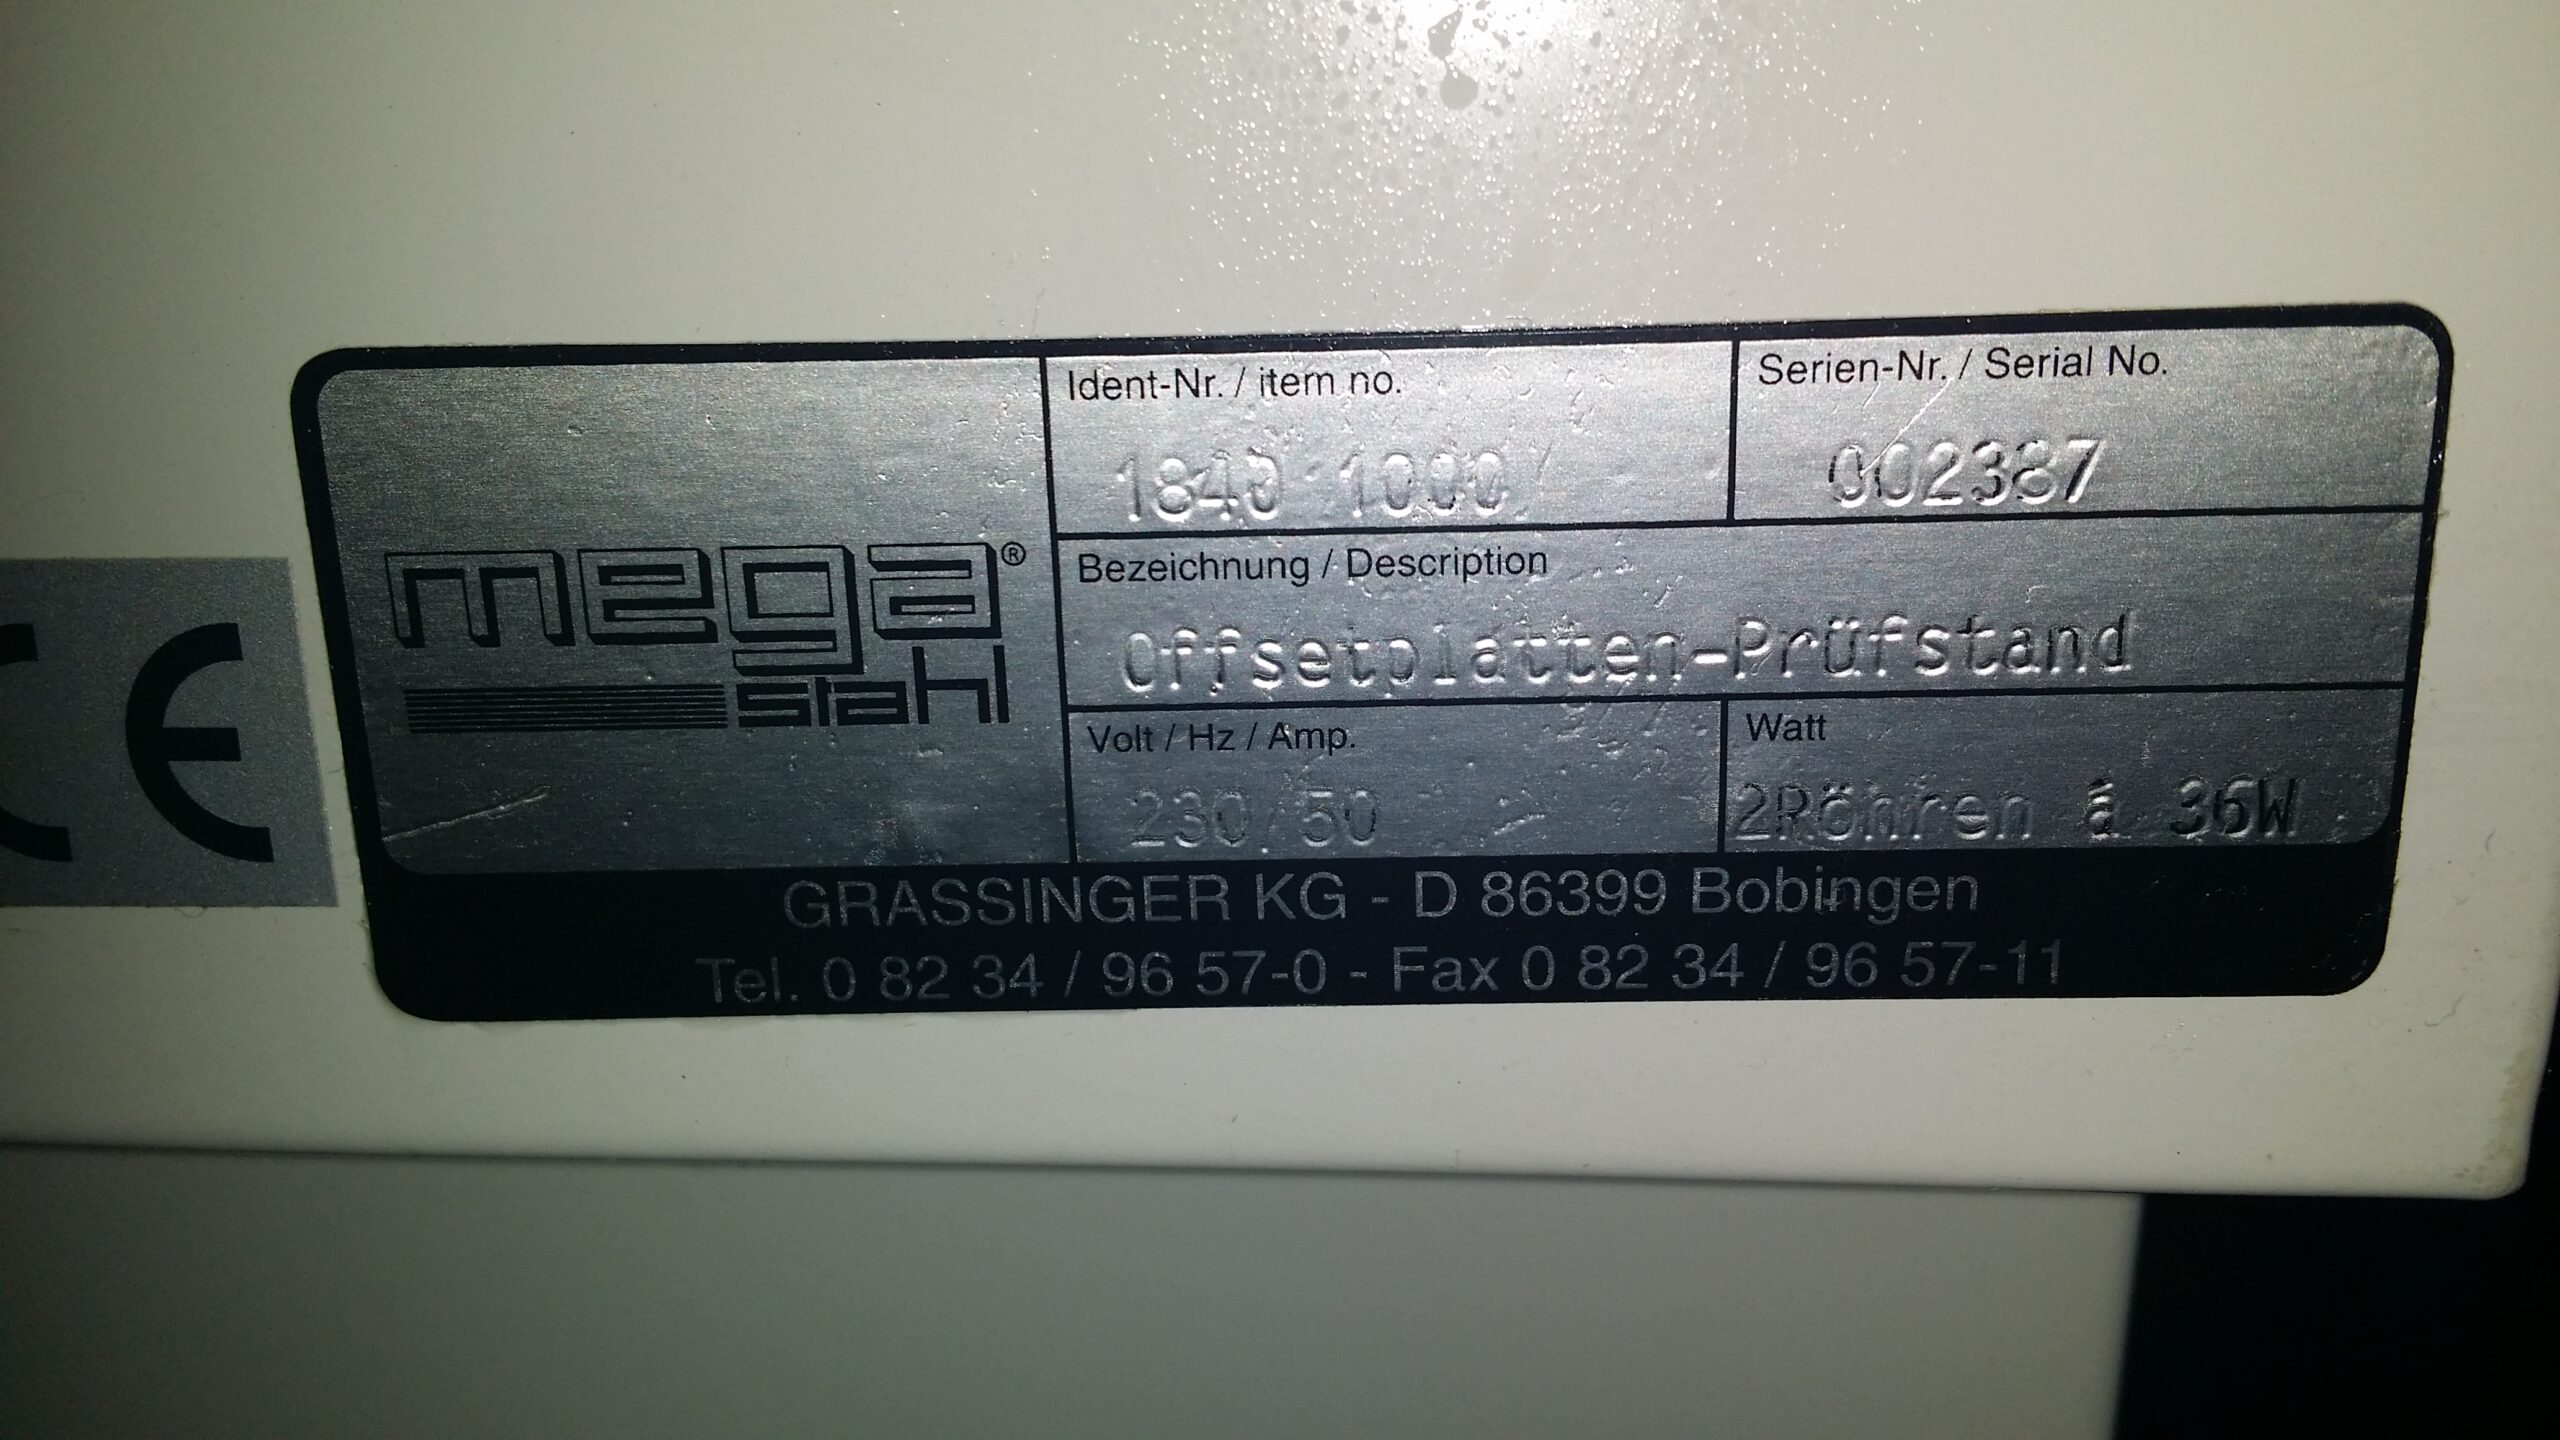 mega®
stahl
Ident-Nr. / item no.
1840 1000
Serien-Nr. / Serial No.
002387
Bezeichnung / Description
Offsetplatten-Prüfstand
Volt / Hz / Amp.
230/50
Watt
2Röhren á 36W
GRASSINGER KG - D 86399 Bobingen
Tel. 0 82 34 / 96 57-0 - Fax 0 82 34 / 96 57-11
CE